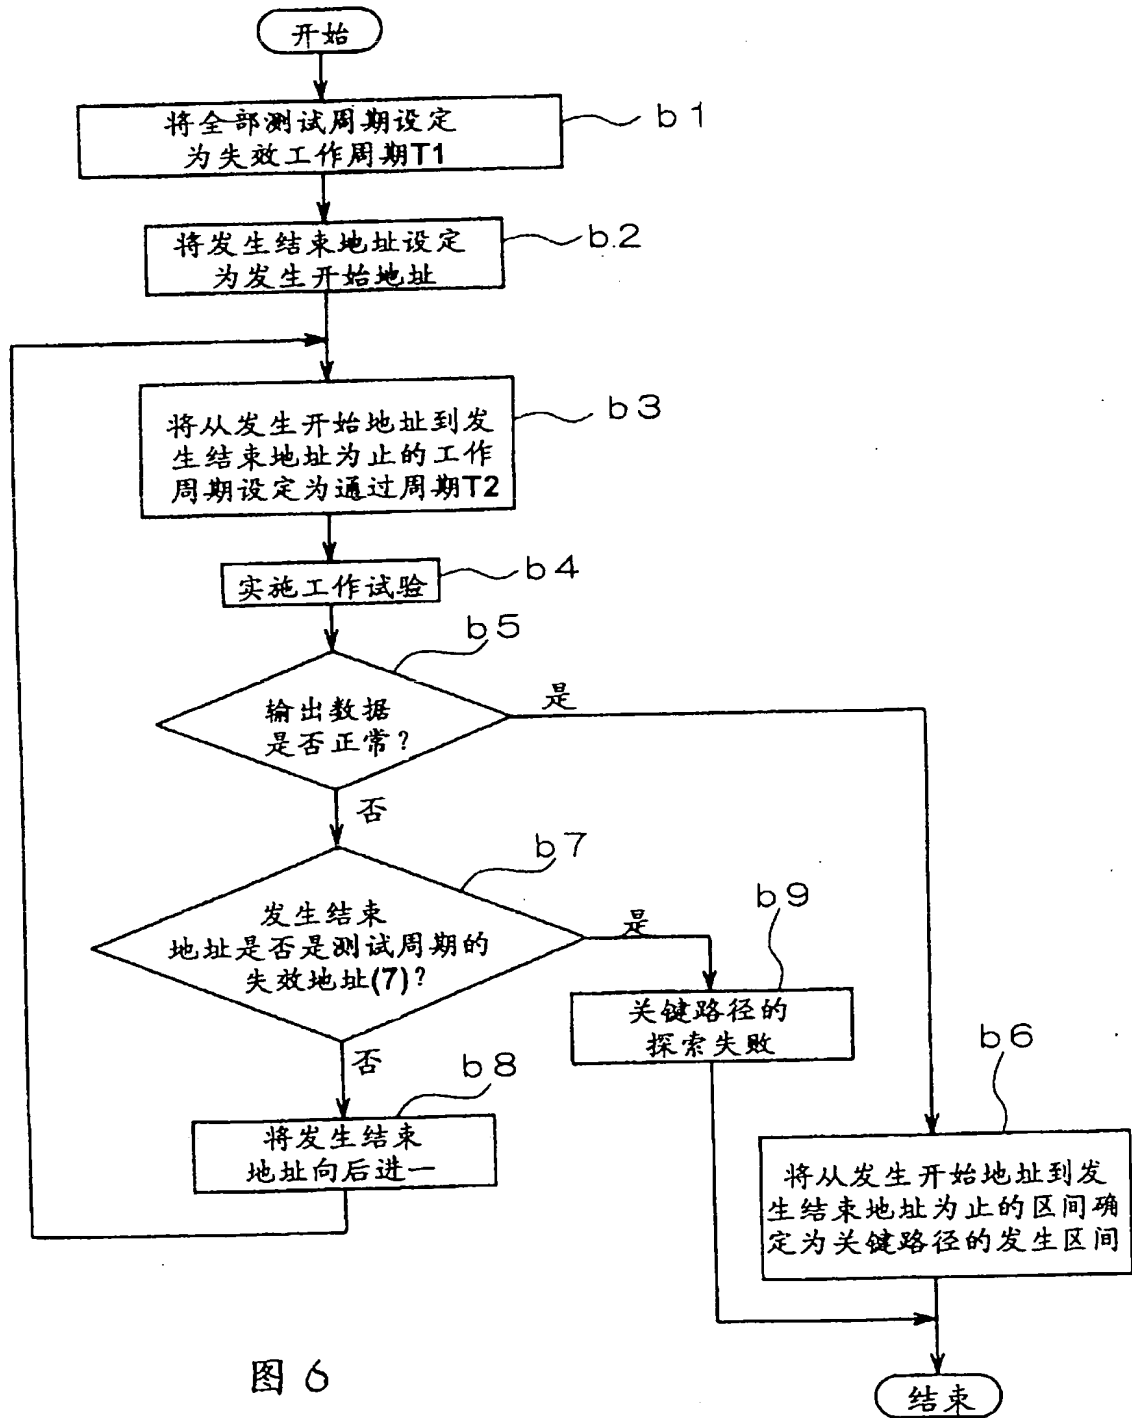 开始
将全部测试周期设定
为失效工作周期T1
b1
将发生结束地址设定
为发生开始地址
b.2
将从发生开始地址到发
生结束地址为止的工作
周期设定为通过周期T2
b3
实施工作试验
b4
b5
输出数据
是否正常?
是
否
b7
发生结束
地址是否是测试周期的
失效地址(7)?
是
b9
关键路径的
探索失败
否
b8
将发生结束
地址向后进一
b6
将从发生开始地址到发
生结束地址为止的区间确
定为关键路径的发生区间
结束
图 6